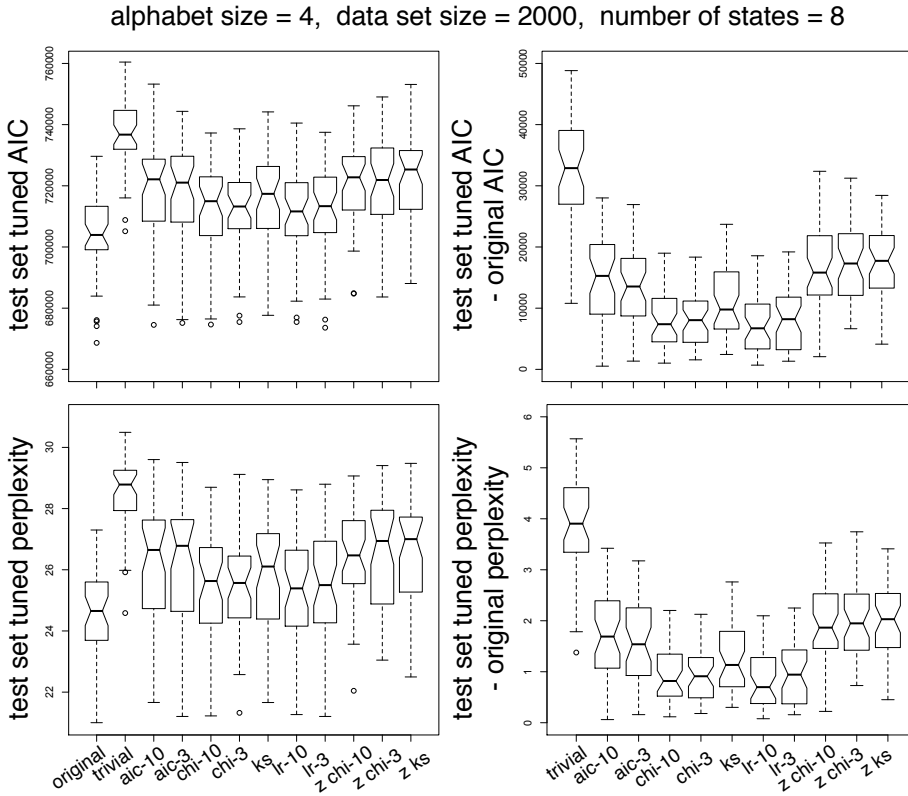 alphabet size = 4, data set size = 2000, number of states = 8
test set tuned AIC
760000
740000
720000
700000
680000
660000
test set tuned AIC
- original AIC
50000
40000
30000
20000
10000
0
test set tuned perplexity
30
28
26
24
22
original
trivial
aic-10
aic-3
chi-10
chi-3
ks
lr-10
lr-3
z chi-10
z chi-3
z ks
test set tuned perplexity
- original perplexity
6
5
4
3
2
1
0
trivial
aic-10
aic-3
chi-10
chi-3
ks
lr-10
lr-3
z chi-10
z chi-3
z ks